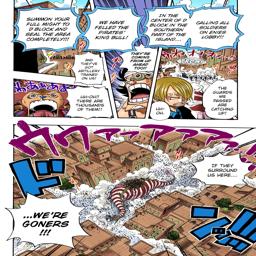 CALLING ALL
SOLDIERS ON
ENIES LOBBY!!
IN THE
CENTER OF D
BLOCK IN THE
SOUTHERN
PART OF THE
ISLAND...
WE HAVE
FELLED THE
PIRATES'
KING BULL!
SUMMON YOUR
FULL MIGHT TO
D BLOCK AND
SEAL THE AREA
COMPLETELY!!!
THE
GUARDS
WE
PASSED
ARE
CATCHING
UP!
THEY'RE
COMING
FROM UP
AHEAD
TOO!!
AND
THEY'VE
GOT
ARTILLERY
TRAINED
ON US!
UH-OH!!
THERE ARE
THOUSANDS
OF THEM!!
IF THEY
SURROUND
US HERE...
...WE'RE
GONERS
!!!